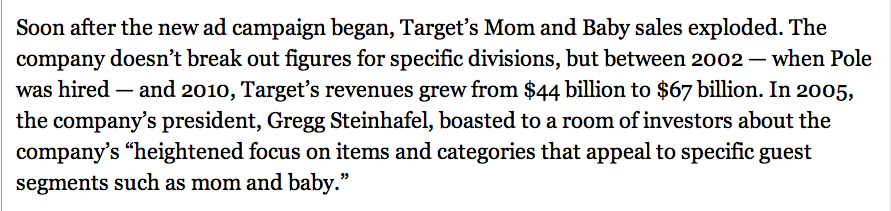 Soon after the new ad campaign began, Target’s Mom and Baby sales exploded. The
company doesn’t break out figures for specific divisions, but between 2002 — when Pole
was hired — and 2010, Target’s revenues grew from $44 billion to $67 billion. In 2005,
the company’s president, Gregg Steinhafel, boasted to a room of investors about the
company’s “heightened focus on items and categories that appeal to specific guest
segments such as mom and baby.”